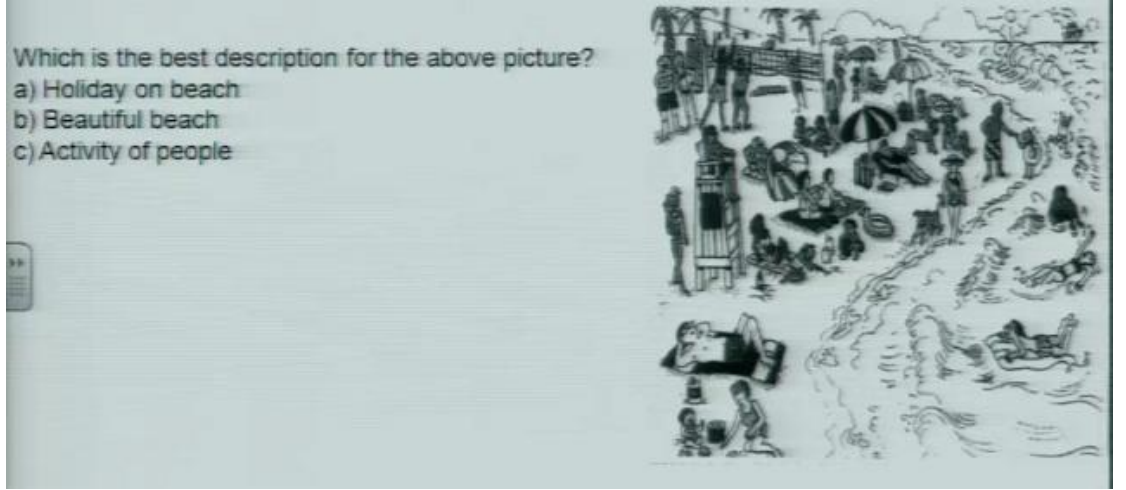 Which is the best description for the above picture?
a) Holiday on beach
b) Beautiful beach
c) Activity of people